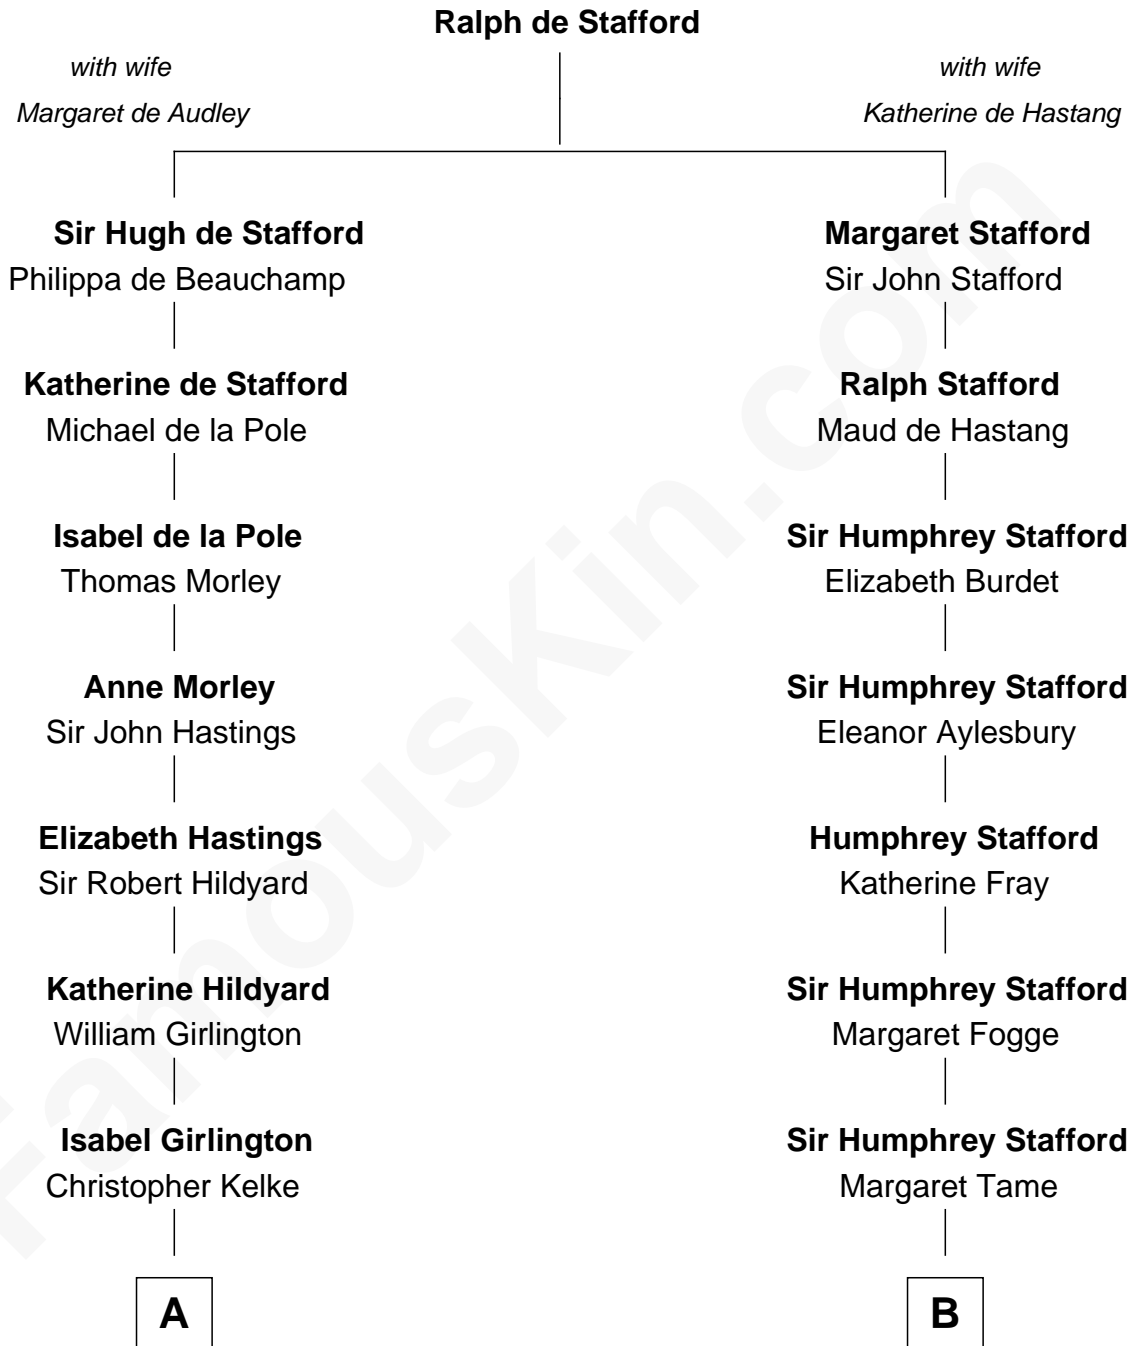 Ralph de Stafford
with wife
Margaret de Audley
with wife
Katherine de Hastang
Sir Hugh de Stafford
Philippa de Beauchamp
Margaret Stafford
Sir John Stafford
Katherine de Stafford
Michael de la Pole
Ralph Stafford
Maud de Hastang
Isabel de la Pole
Thomas Morley
Sir Humphrey Stafford
Elizabeth Burdet
Anne Morley
Sir John Hastings
Sir Humphrey Stafford
Eleanor Aylesbury
Elizabeth Hastings
Sir Robert Hildyard
Humphrey Stafford
Katherine Fray
Katherine Hildyard
William Girlington
Sir Humphrey Stafford
Margaret Fogge
Isabel Girlington
Christopher Kelke
Sir Humphrey Stafford
Margaret Tame
A
B
FamousKin.com